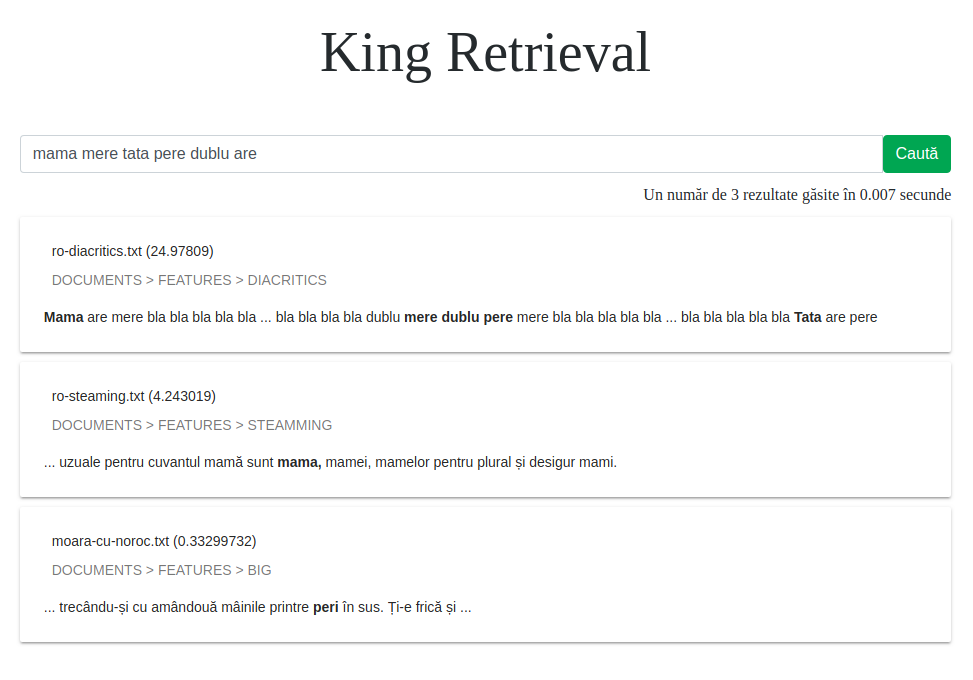 King Retrieval
mama mere tata pere dublu are
Caută
Un număr de 3 rezultate găsite în 0.007 secunde
ro-diacritics.txt (24.97809)
DOCUMENTS > FEATURES > DIACRITICS
Mama are mere bla bla bla bla bla ... bla bla bla bla dublu mere dublu pere mere bla bla bla bla bla ... bla bla bla bla bla Tata are pere
ro-steaming.txt (4.243019)
DOCUMENTS > FEATURES > STEAMMING
... uzuale pentru cuvantul mamă sunt mama, mamei, mamelor pentru plural și desigur mami.
moara-cu-noroc.txt (0.33299732)
DOCUMENTS > FEATURES > BIG
... trecându-și cu amândouă mâinile printre peri în sus. Ți-e frică și ...